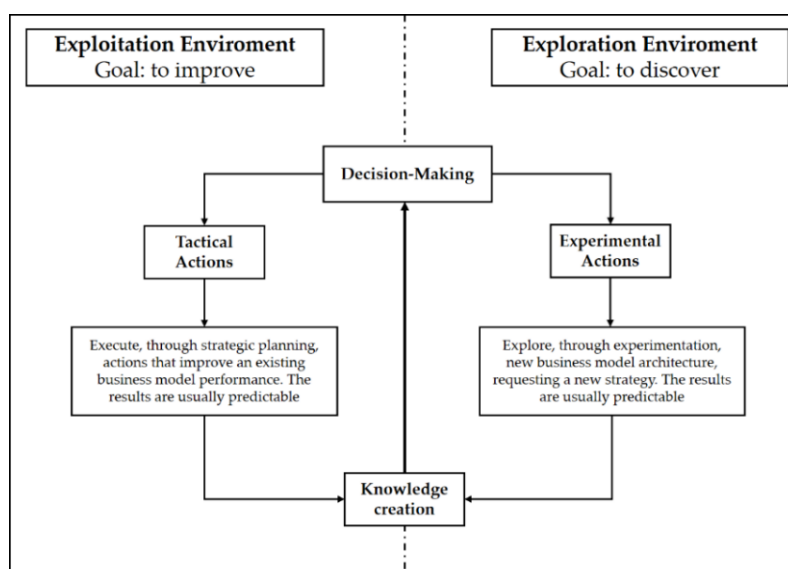 Exploitation Enviroment
Goal: to improve
Exploration Enviroment
Goal: to discover
Decision-Making
Tactical
Actions
Experimental
Actions
Execute, through strategic planning,
actions that improve an existing
business model performance. The
results are usually predictable
Explore, through experimentation,
new business model architecture,
requesting a new strategy. The results
are usually predictable
Knowledge
creation